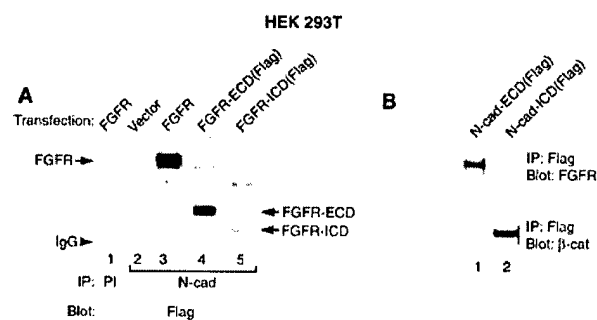 HEK 293T
A
Transfection:
FGFR
Vector
FGFR
FGFR-ECD(Flag)
FGFR-ICD(Flag)
FGFR
FGFR-ECD
FGFR-ICD
IgG
1 2 3 4 5
IP: PI N-cad
Blot: Flag
B
N-cad-ECD(Flag)
N-cad-ICD(Flag)
IP: Flag
Blot: FGFR
IP: Flag
Blot: β-cat
1 2